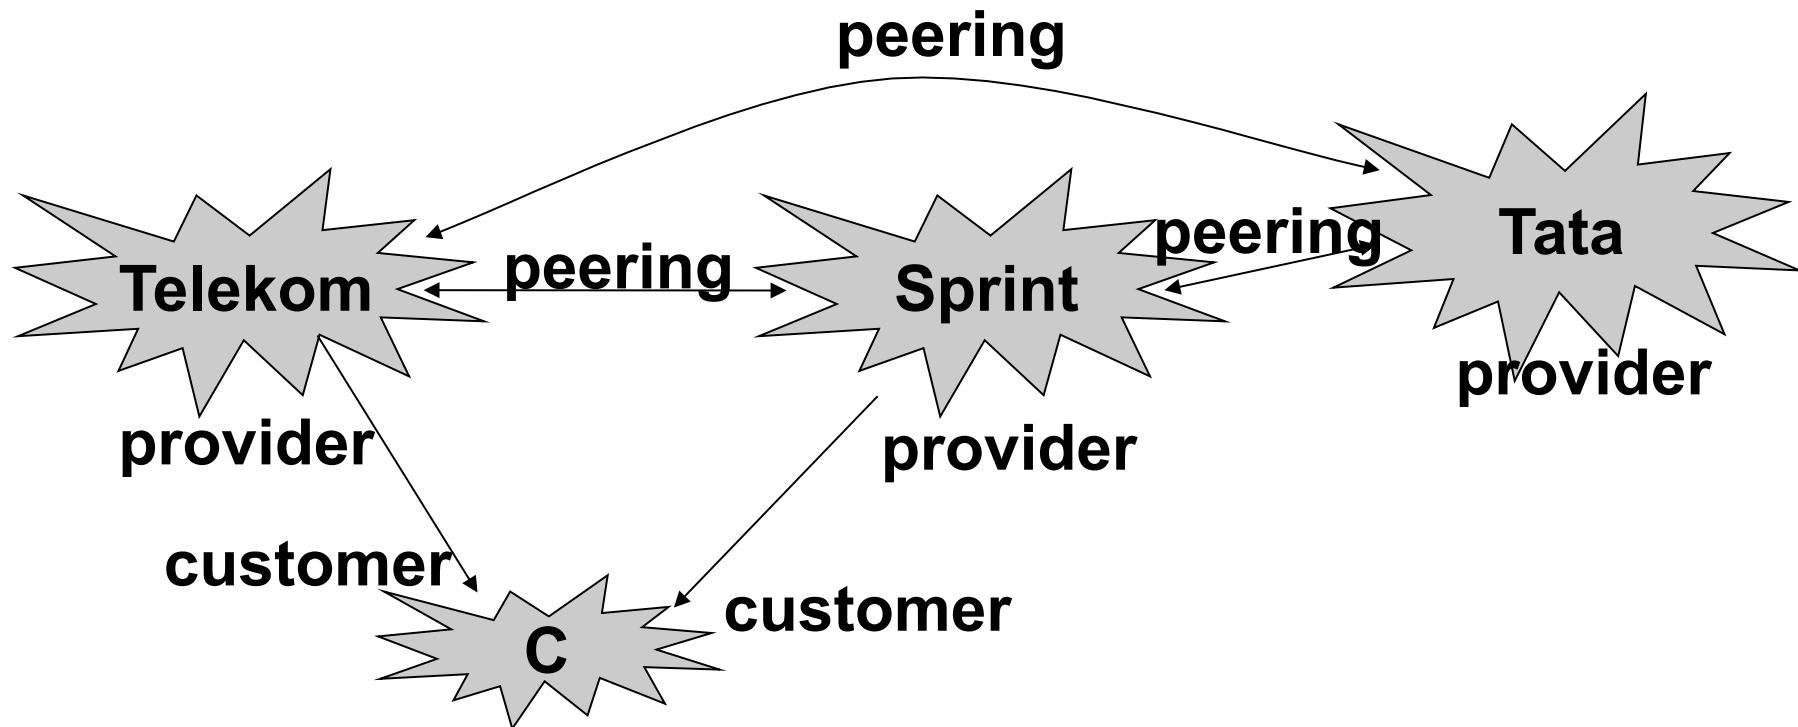 peering
Telekom
peering
Sprint
peering
Tata
provider
provider
provider
customer
customer
C